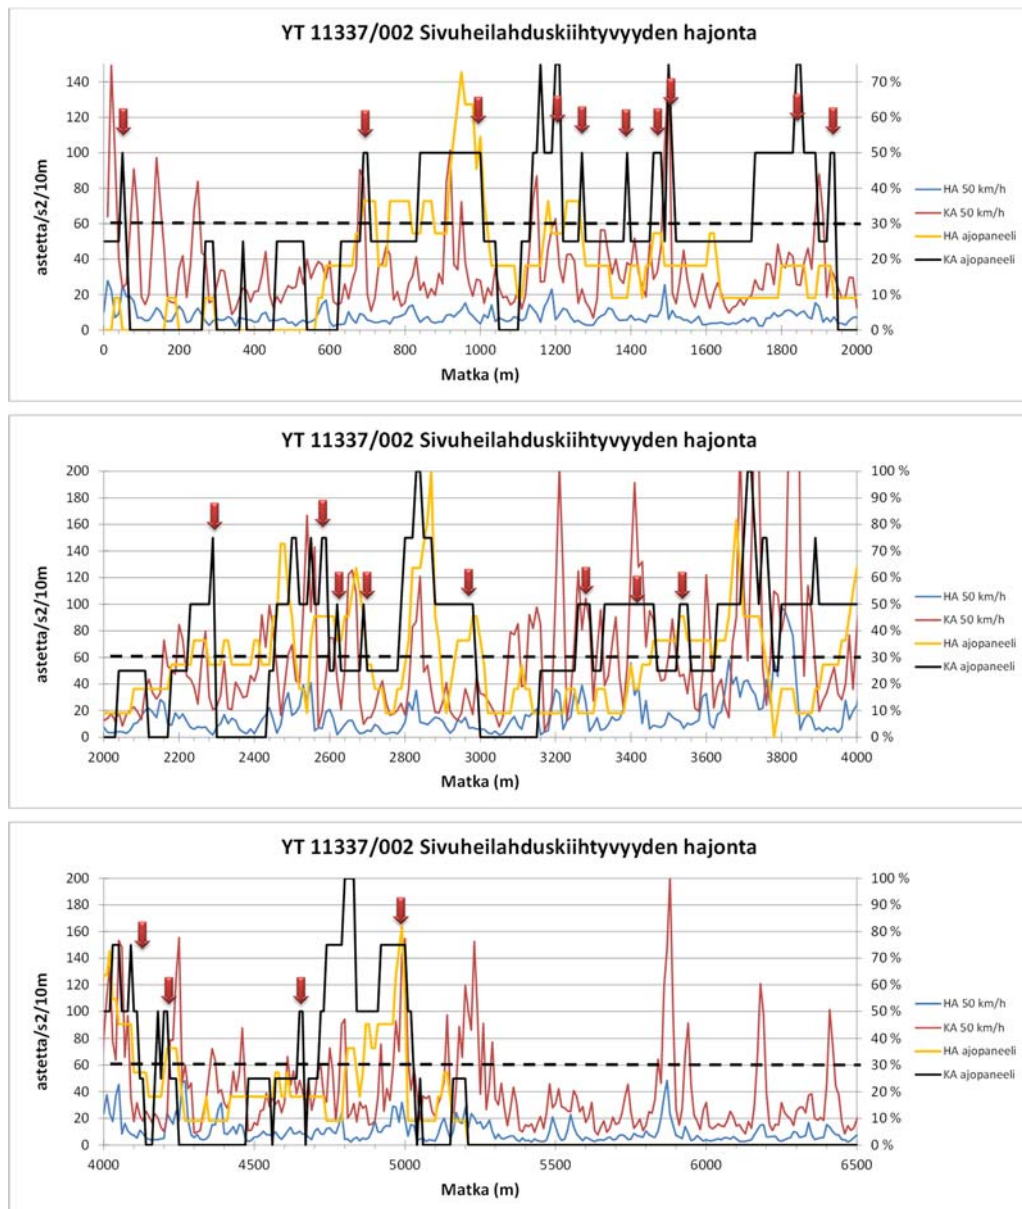 YT 11337/002 Sivuheilahduskiihtyvyyden hajonta
140 70 %
120 60 %
100 50 %
80 40 %
60 30 %
40 20 %
20 10 %
0 0 %
0 200 400 600 800 1000 1200 1400 1600 1800 2000
astetta/s2/10m
Matka (m)
HA 50 km/h
KA 50 km/h
HA ajopaneeli
KA ajopaneeli
YT 11337/002 Sivuheilahduskiihtyvyyden hajonta
200 100 %
180 90 %
160 80 %
140 70 %
120 60 %
100 50 %
80 40 %
60 30 %
40 20 %
20 10 %
0 0 %
2000 2200 2400 2600 2800 3000 3200 3400 3600 3800 4000
astetta/s2/10m
Matka (m)
HA 50 km/h
KA 50 km/h
HA ajopaneeli
KA ajopaneeli
YT 11337/002 Sivuheilahduskiihtyvyyden hajonta
200 100 %
180 90 %
160 80 %
140 70 %
120 60 %
100 50 %
80 40 %
60 30 %
40 20 %
20 10 %
0 0 %
4000 4500 5000 5500 6000 6500
astetta/s2/10m
Matka (m)
HA 50 km/h
KA 50 km/h
HA ajopaneeli
KA ajopaneeli